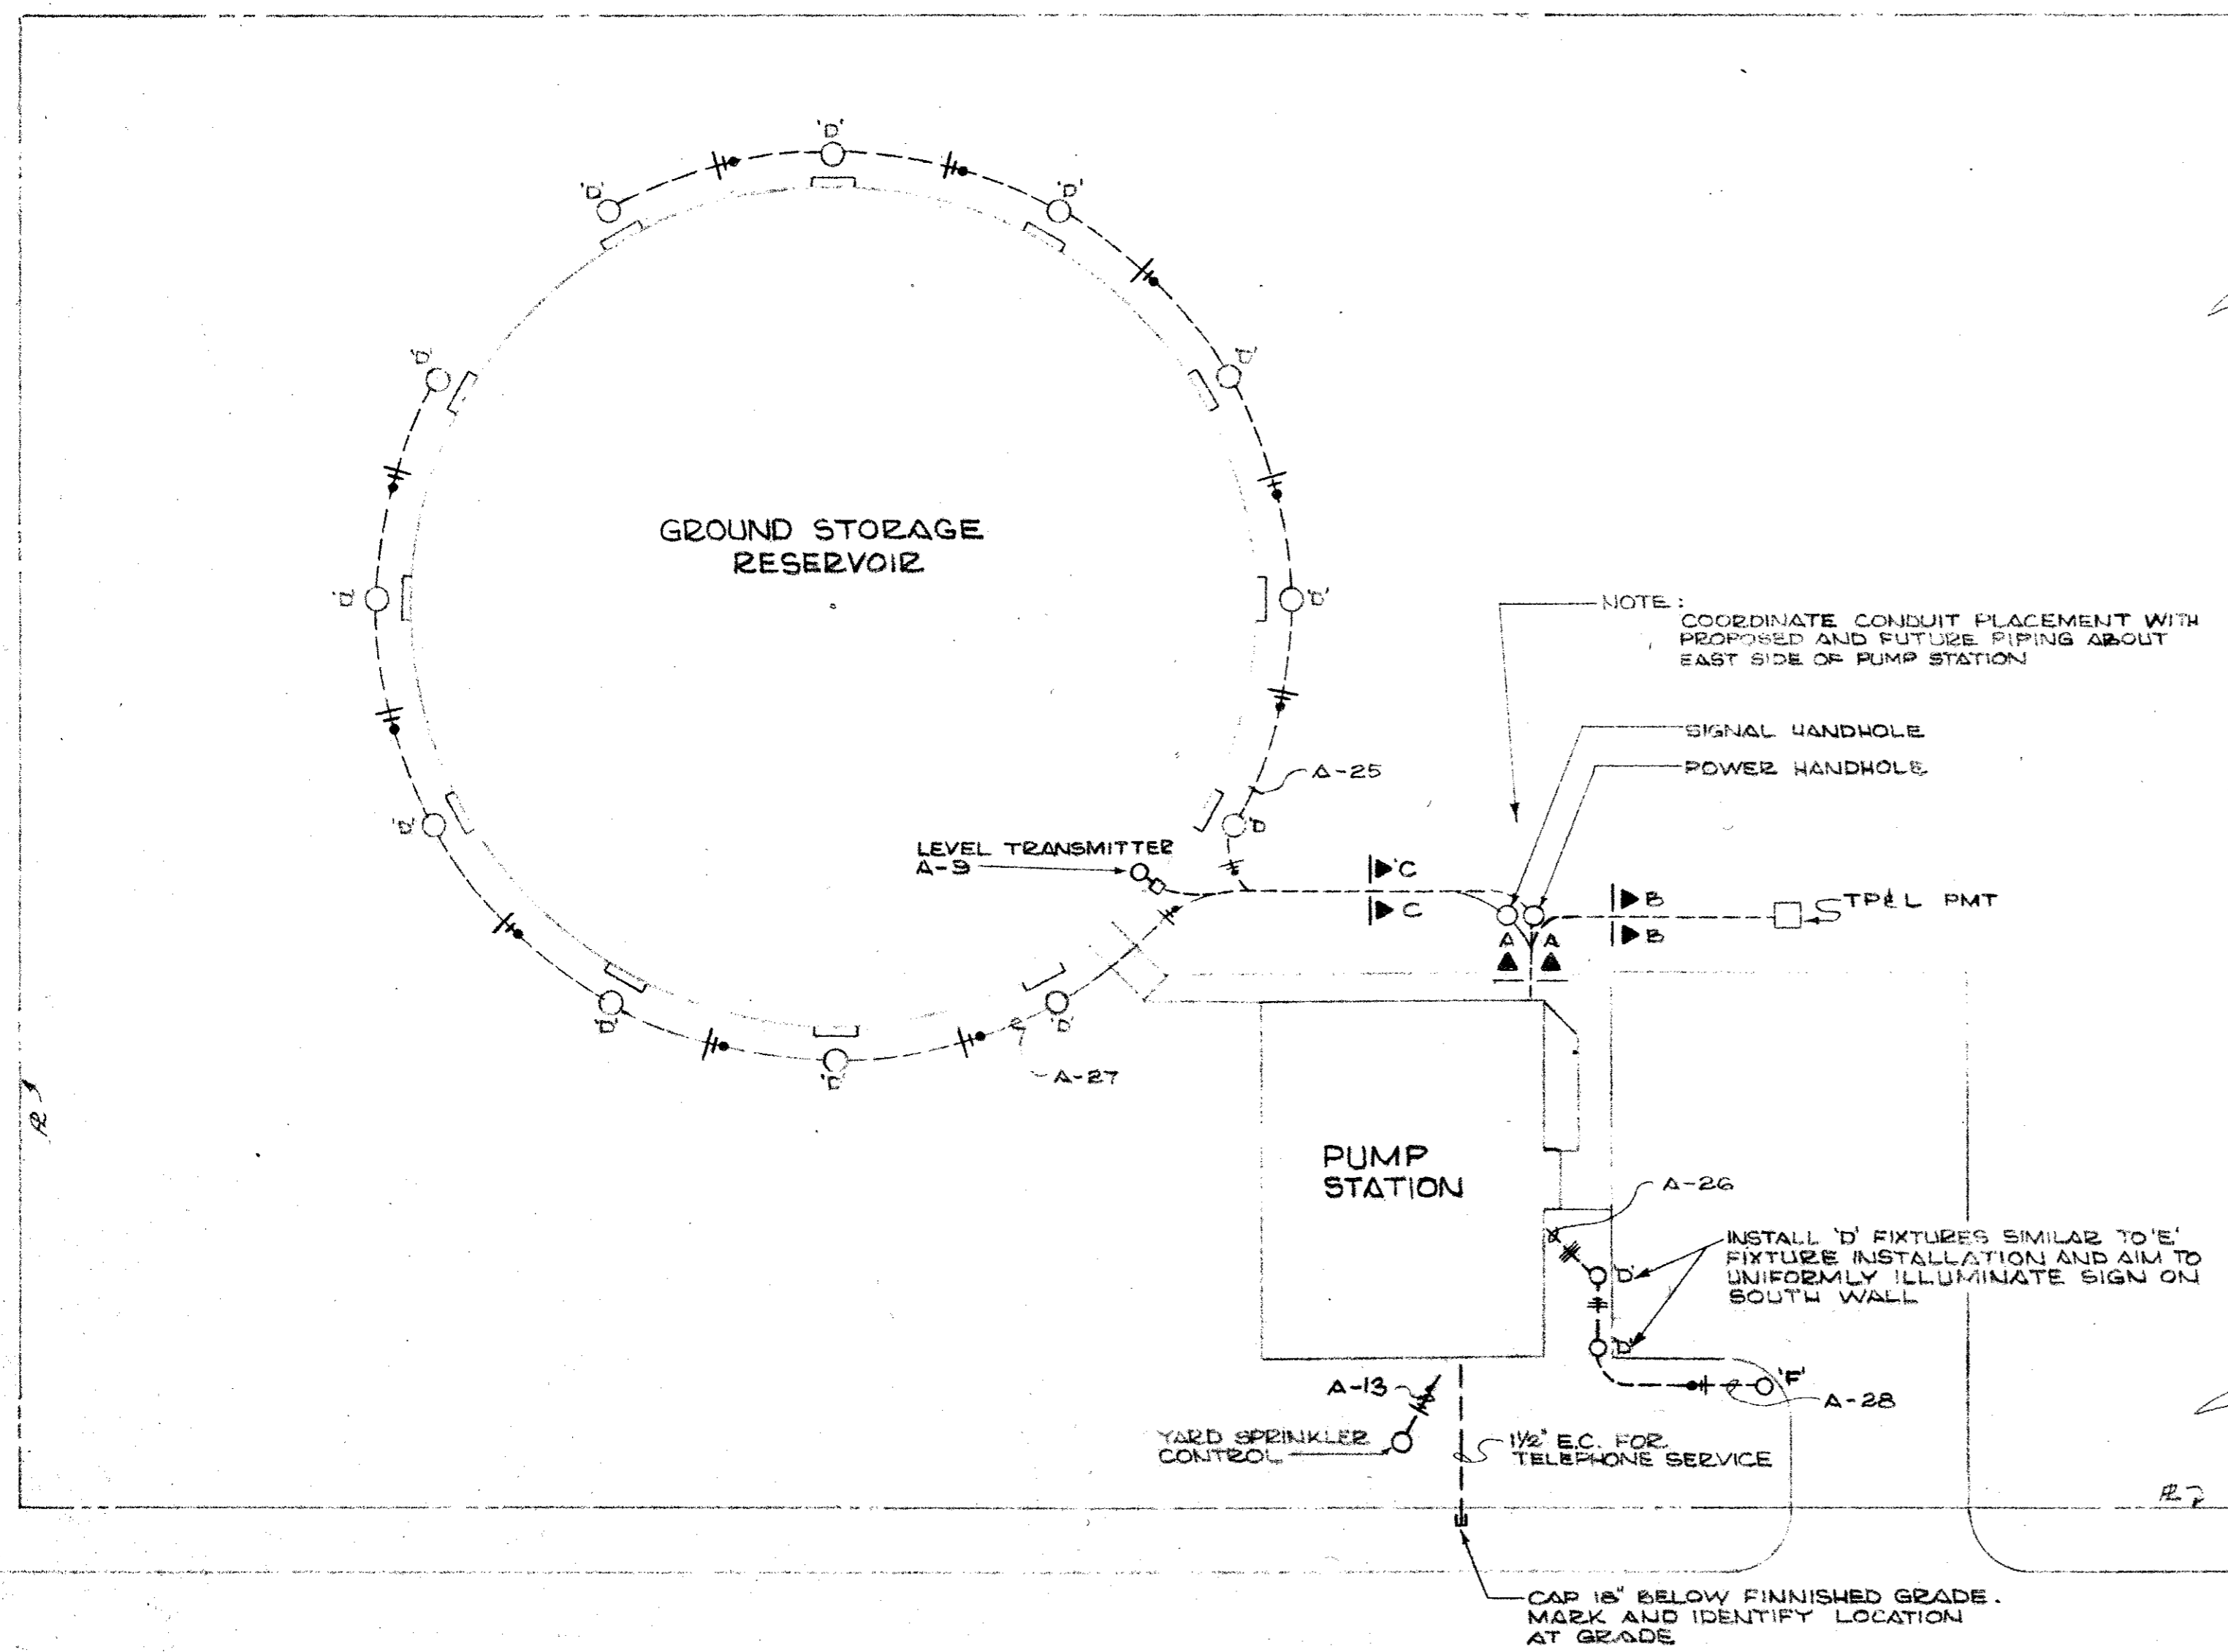 'D'
'D'
'D'
'D'
'D'
'D'
'D'
'D'
'D'
'D'
'D'
'D'
GROUND STORAGE
RESERVOIR
NOTE:
COORDINATE CONDUIT PLACEMENT WITH
PROPOSED AND FUTURE PIPING ABOUT
EAST SIDE OF PUMP STATION
SIGNAL HANDHOLE
POWER HANDHOLE
A-25
LEVEL TRANSMITTER
A-9
C
C
B
B
TP&L PMT
A
A
A-27
PL
PUMP
STATION
A-26
INSTALL 'D' FIXTURES SIMILAR TO 'E'
FIXTURE INSTALLATION AND AIM TO
UNIFORMLY ILLUMINATE SIGN ON
SOUTH WALL
'D'
'D'
'F'
A-28
A-13
YARD SPRINKLER
CONTROL
1½" E.C. FOR
TELEPHONE SERVICE
PL
CAP 18" BELOW FINNISHED GRADE.
MARK AND IDENTIFY LOCATION
AT GRADE